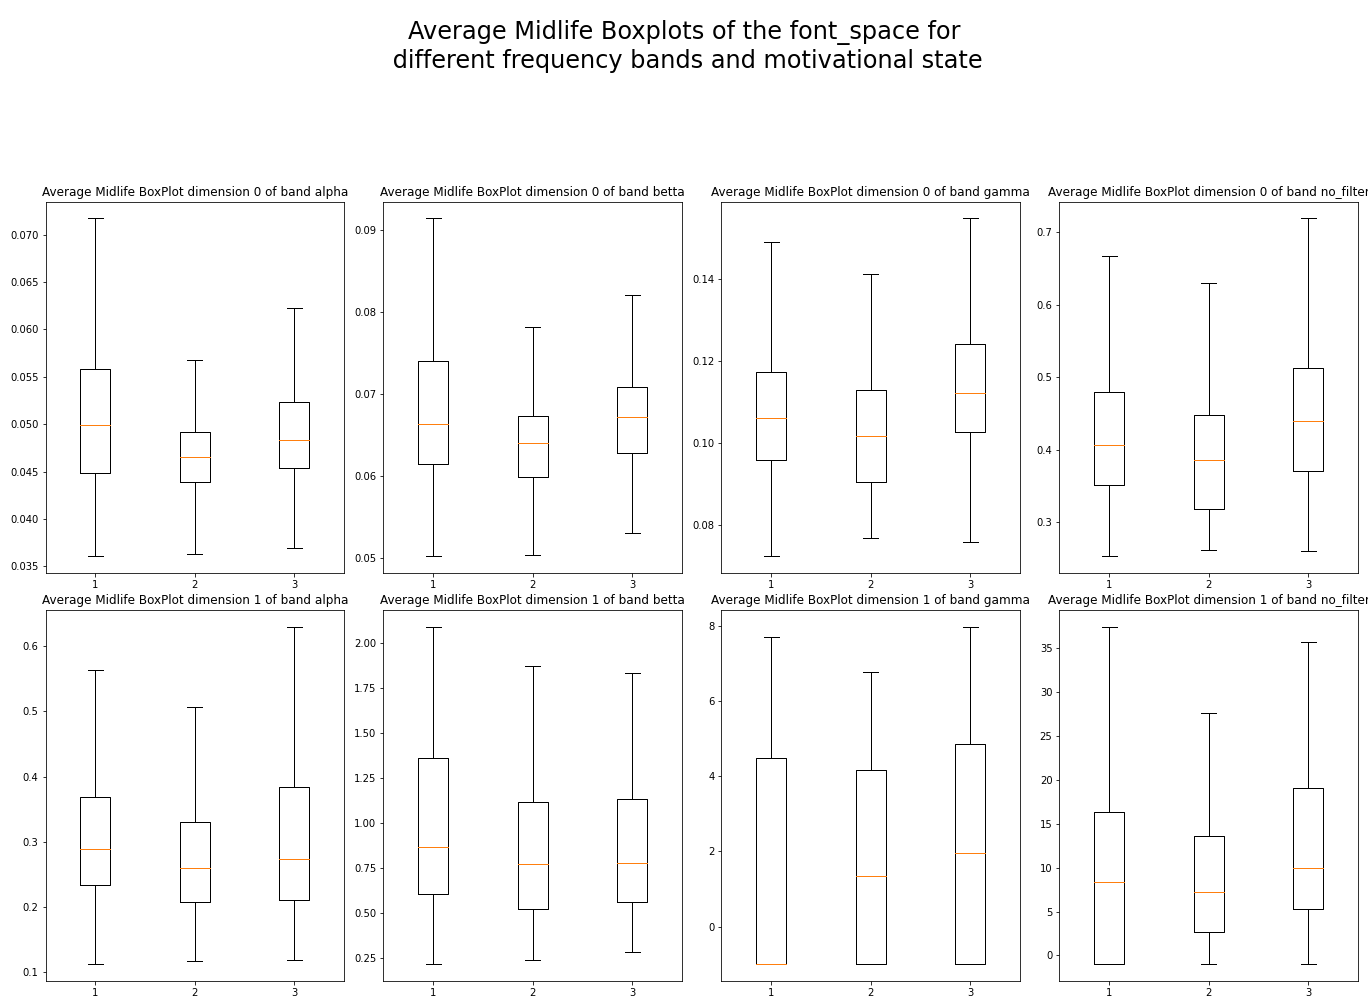 Average Midlife Boxplots of the font_space for
different frequency bands and motivational state
Average Midlife BoxPlot dimension 0 of band alpha
0.070
0.065
0.060
0.055
0.050
0.045
0.040
0.035
1 2 3
Average Midlife BoxPlot dimension 0 of band betta
0.09
0.08
0.07
0.06
0.05
1 2 3
Average Midlife BoxPlot dimension 0 of band gamma
0.14
0.12
0.10
0.08
1 2 3
Average Midlife BoxPlot dimension 0 of band no_filter
0.7
0.6
0.5
0.4
0.3
1 2 3
Average Midlife BoxPlot dimension 1 of band alpha
0.6
0.5
0.4
0.3
0.2
0.1
1 2 3
Average Midlife BoxPlot dimension 1 of band betta
2.00
1.75
1.50
1.25
1.00
0.75
0.50
0.25
1 2 3
Average Midlife BoxPlot dimension 1 of band gamma
8
6
4
2
0
1 2 3
Average Midlife BoxPlot dimension 1 of band no_filter
35
30
25
20
15
10
5
0
1 2 3